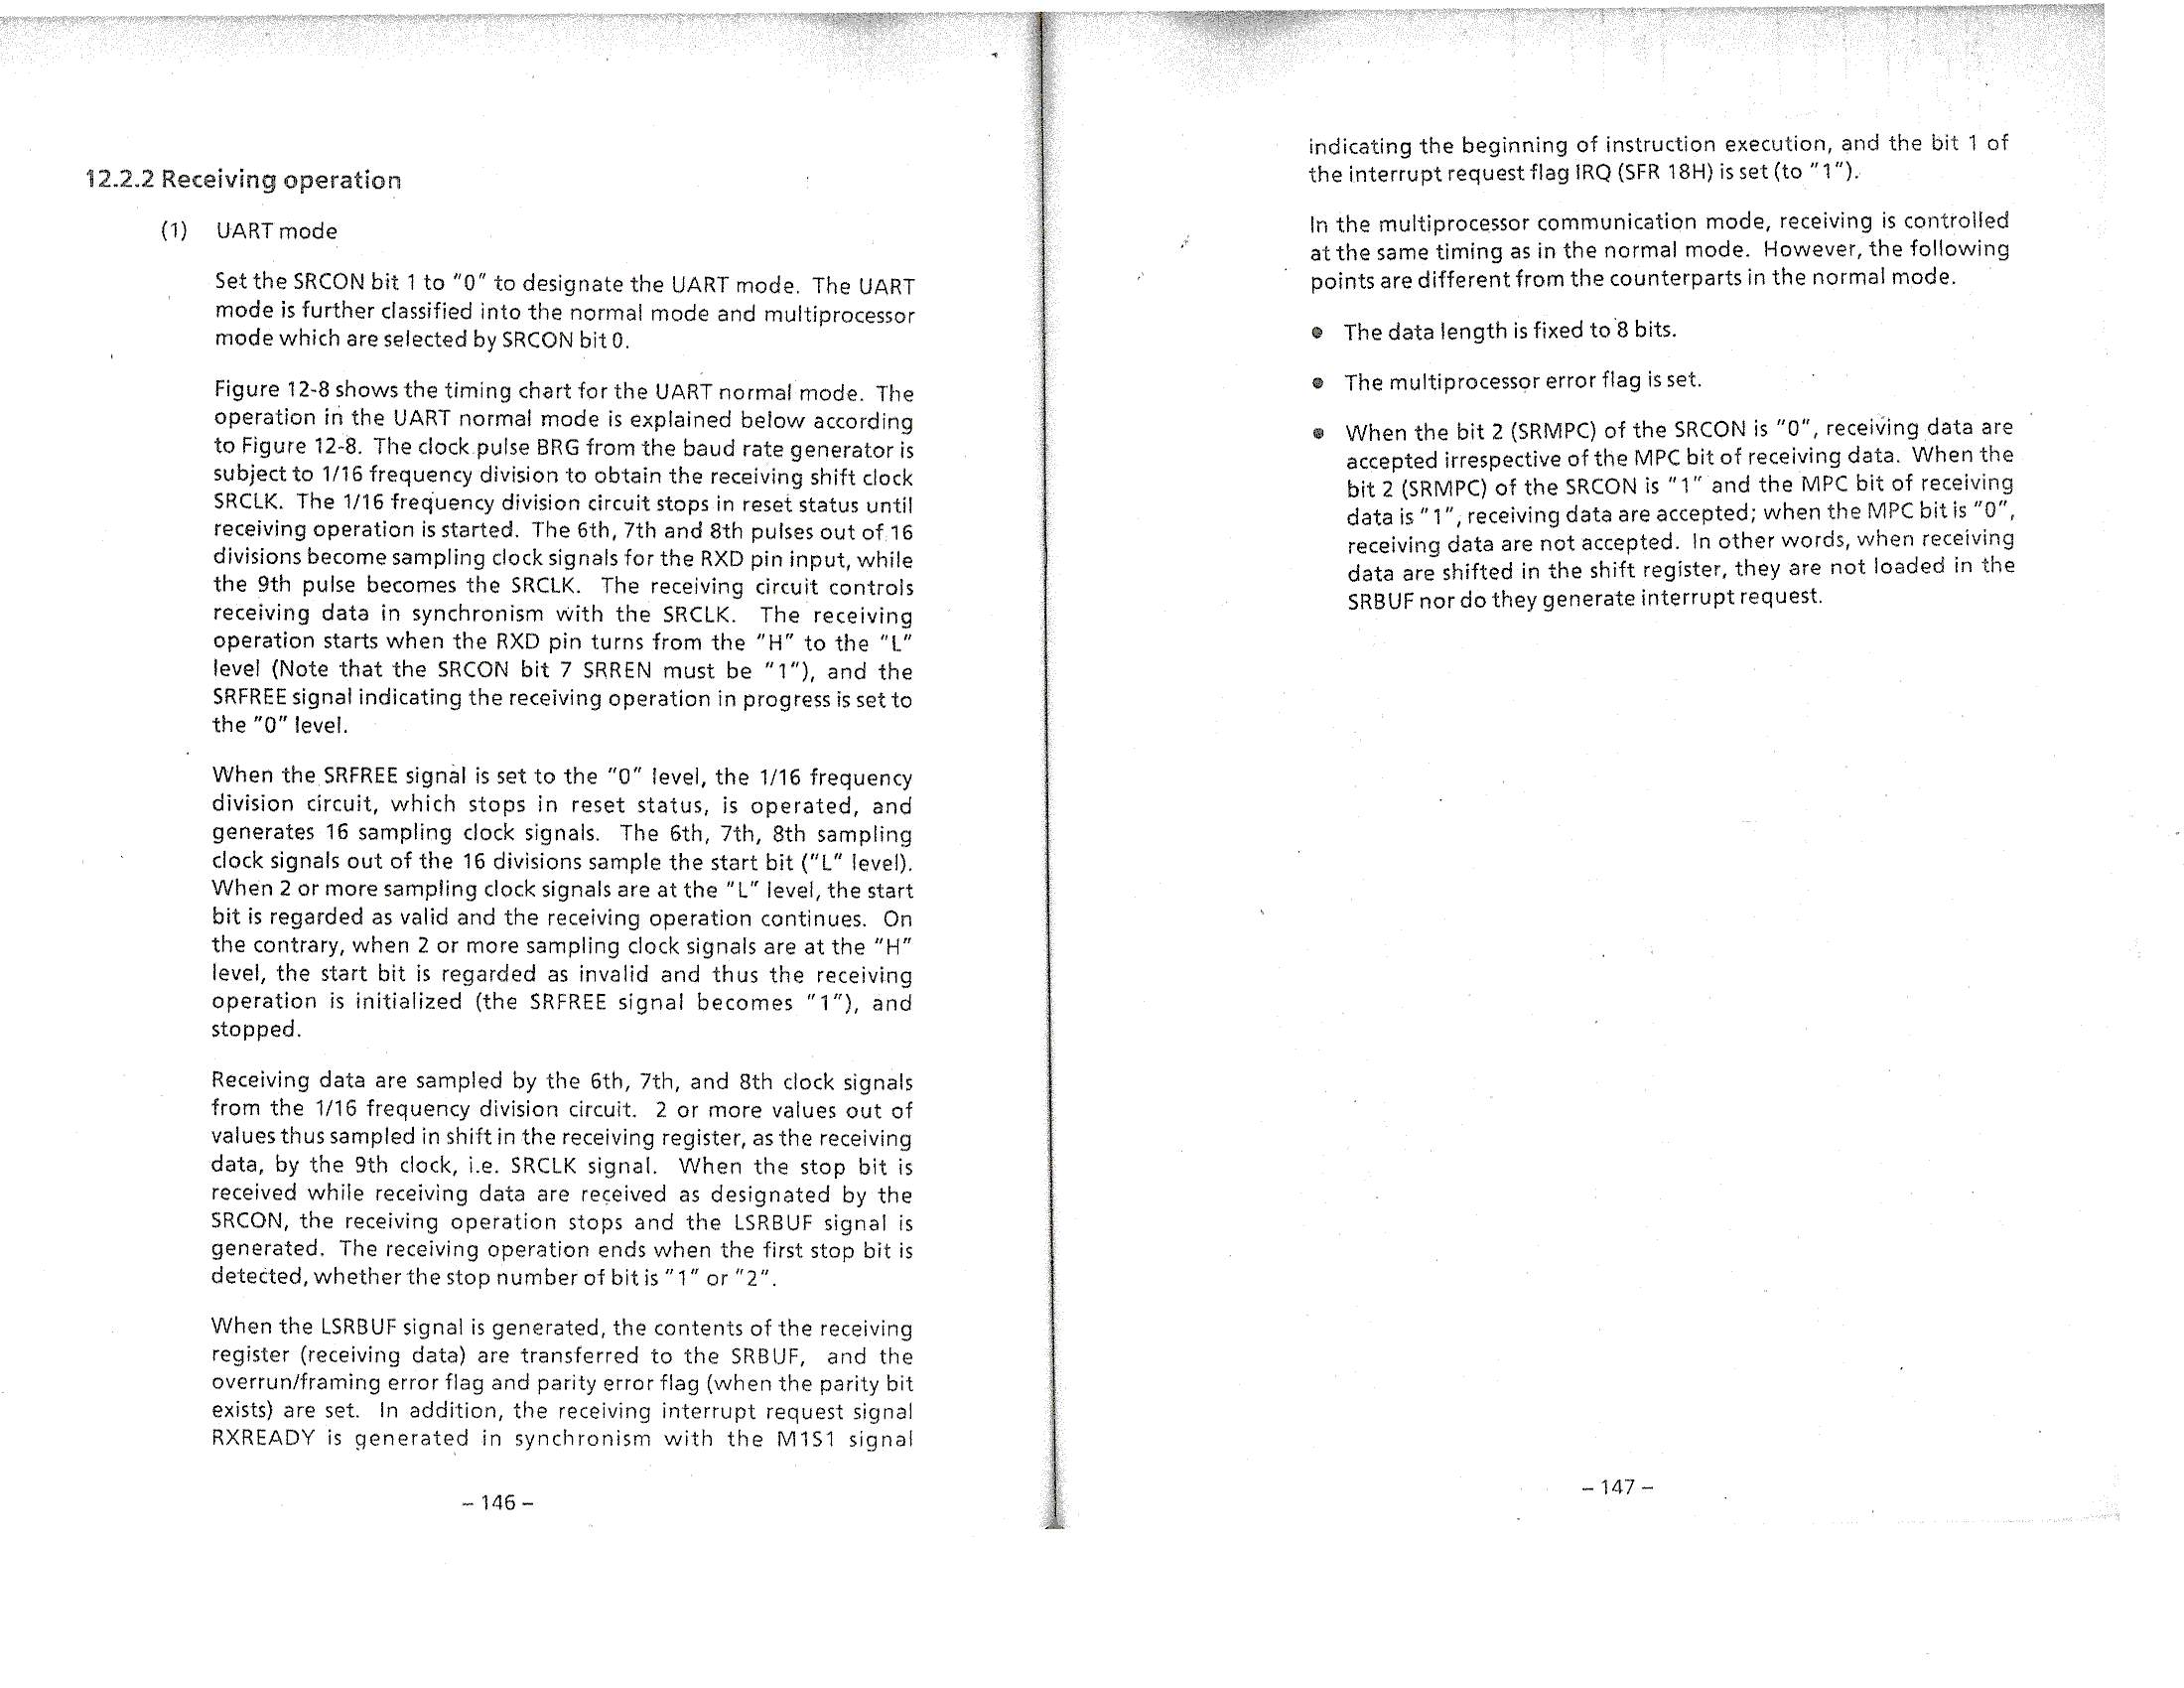 12.2.2 Receiving operation
(1) UART mode
Set the SRCON bit 1 to "0" to designate the UART mode. The UART
mode is further classified into the normal mode and multiprocessor
mode which are selected by SRCON bit 0.
Figure 12-8 shows the timing chart for the UART normal mode. The
operation in the UART normal mode is explained below according
to Figure 12-8. The clock pulse BRG from the baud rate generator is
subject to 1/16 frequency division to obtain the receiving shift clock
SRCLK. The 1/16 frequency division circuit stops in reset status until
receiving operation is started. The 6th, 7th and 8th pulses out of 16
divisions become sampling clock signals for the RXD pin input, while
the 9th pulse becomes the SRCLK. The receiving circuit controls
receiving data in synchronism with the SRCLK. The receiving
operation starts when the RXD pin turns from the "H" to the "L"
level (Note that the SRCON bit 7 SRREN must be "1"), and the
SRFREE signal indicating the receiving operation in progress is set to
the "0" level.
When the SRFREE signal is set to the "0" level, the 1/16 frequency
division circuit, which stops in reset status, is operated, and
generates 16 sampling clock signals. The 6th, 7th, 8th sampling
clock signals out of the 16 divisions sample the start bit ("L" level).
When 2 or more sampling clock signals are at the "L" level, the start
bit is regarded as valid and the receiving operation continues. On
the contrary, when 2 or more sampling clock signals are at the "H"
level, the start bit is regarded as invalid and thus the receiving
operation is initialized (the SRFREE signal becomes "1"), and
stopped.
Receiving data are sampled by the 6th, 7th, and 8th clock signals
from the 1/16 frequency division circuit. 2 or more values out of
values thus sampled in shift in the receiving register, as the receiving
data, by the 9th clock, i.e. SRCLK signal. When the stop bit is
received while receiving data are received as designated by the
SRCON, the receiving operation stops and the LSRBUF signal is
generated. The receiving operation ends when the first stop bit is
detected, whether the stop number of bit is "1" or "2".
When the LSRBUF signal is generated, the contents of the receiving
register (receiving data) are transferred to the SRBUF, and the
overrun/framing error flag and parity error flag (when the parity bit
exists) are set. In addition, the receiving interrupt request signal
RXREADY is generated in synchronism with the M1S1 signal
– 146 –
indicating the beginning of instruction execution, and the bit 1 of
the interrupt request flag IRQ (SFR 18H) is set (to "1").
In the multiprocessor communication mode, receiving is controlled
at the same timing as in the normal mode. However, the following
points are different from the counterparts in the normal mode.
● The data length is fixed to 8 bits.
● The multiprocessor error flag is set.
● When the bit 2 (SRMPC) of the SRCON is "0", receiving data are
accepted irrespective of the MPC bit of receiving data. When the
bit 2 (SRMPC) of the SRCON is "1" and the MPC bit of receiving
data is "1", receiving data are accepted; when the MPC bit is "0",
receiving data are not accepted. In other words, when receiving
data are shifted in the shift register, they are not loaded in the
SRBUF nor do they generate interrupt request.
– 147 –